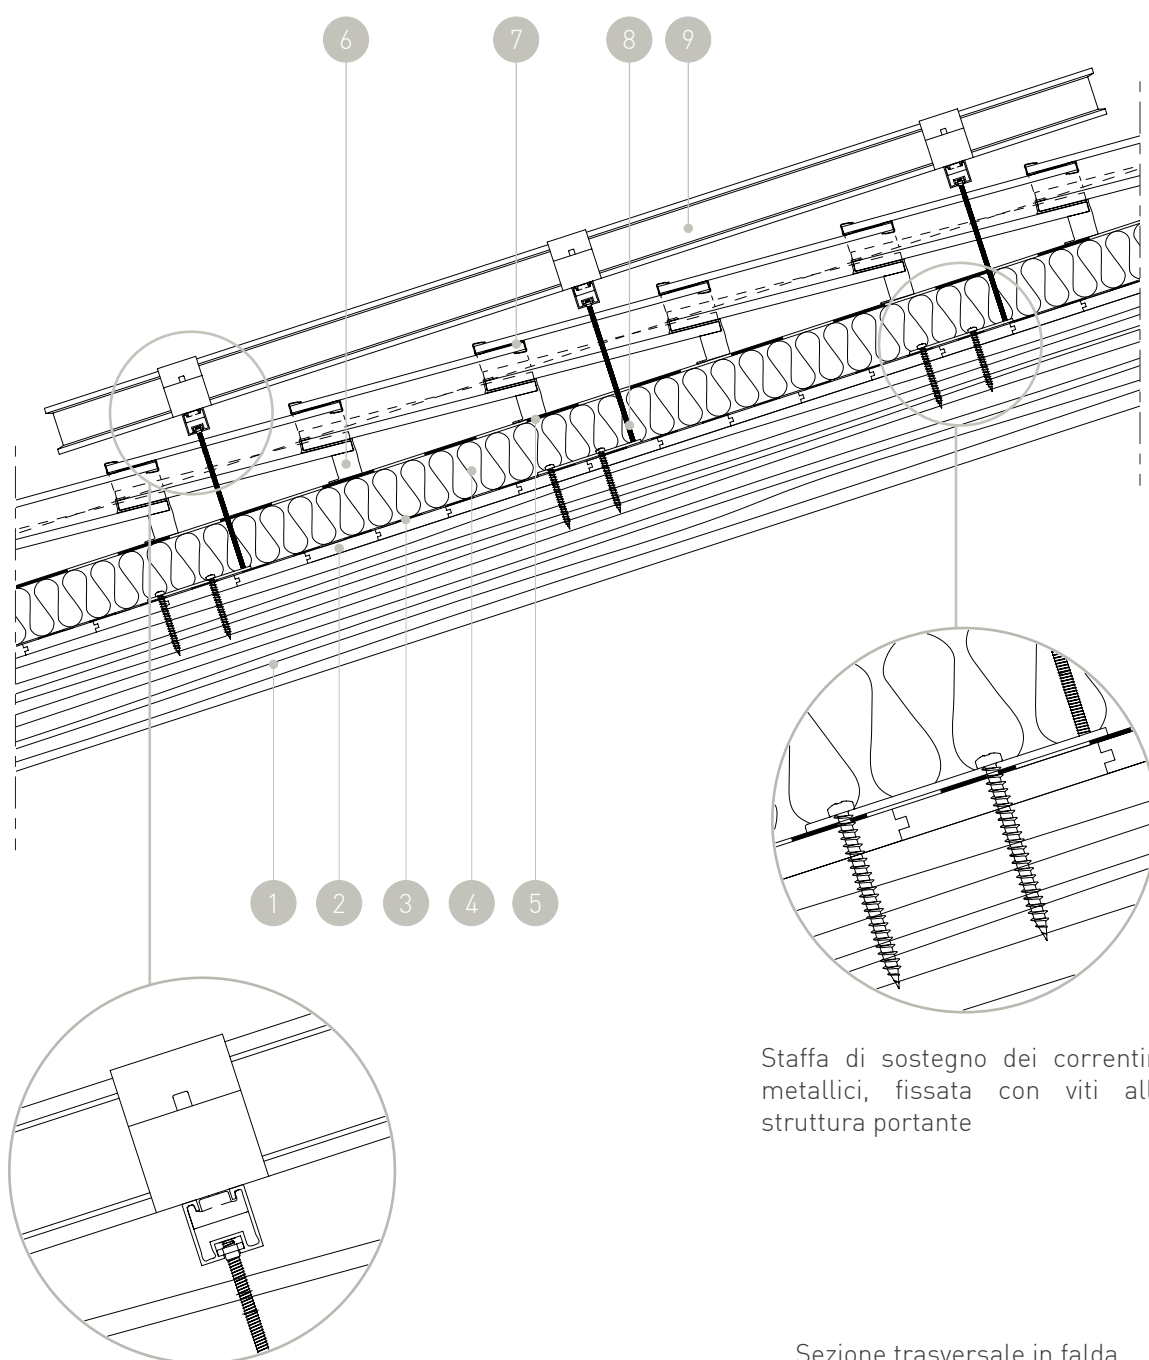 6 7 8 9
1 2 3 4 5
Staffa di sostegno dei correntin
metallici, fissata con viti all
struttura portante
Sezione trasversale in falda